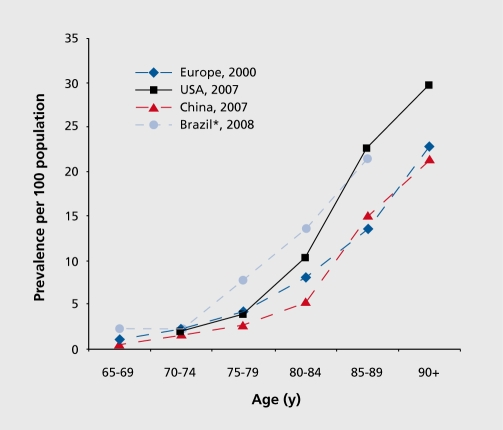 35
30
25
20
15
10
5
0
Prevalence per 100 population
Europe, 2000
USA, 2007
China, 2007
Brazil*, 2008
65-69 70-74 75-79 80-84 85-89 90+
Age (y)